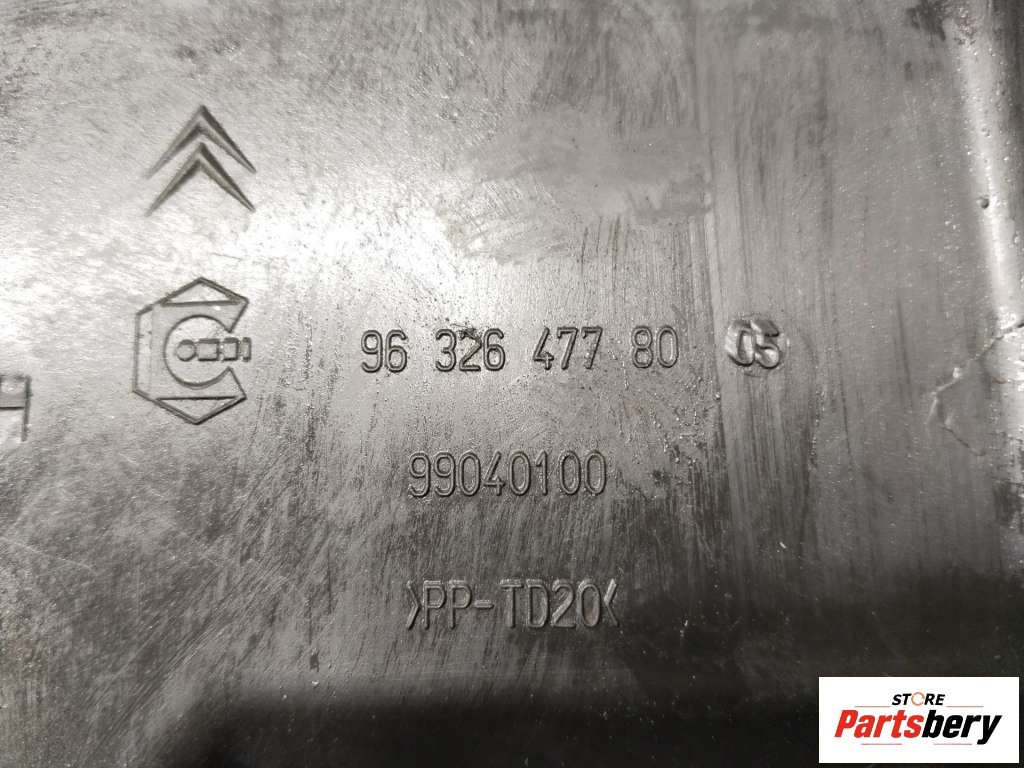 96 326 477 80 05
99040100
>PP-TD20<
STORE
Partsbery